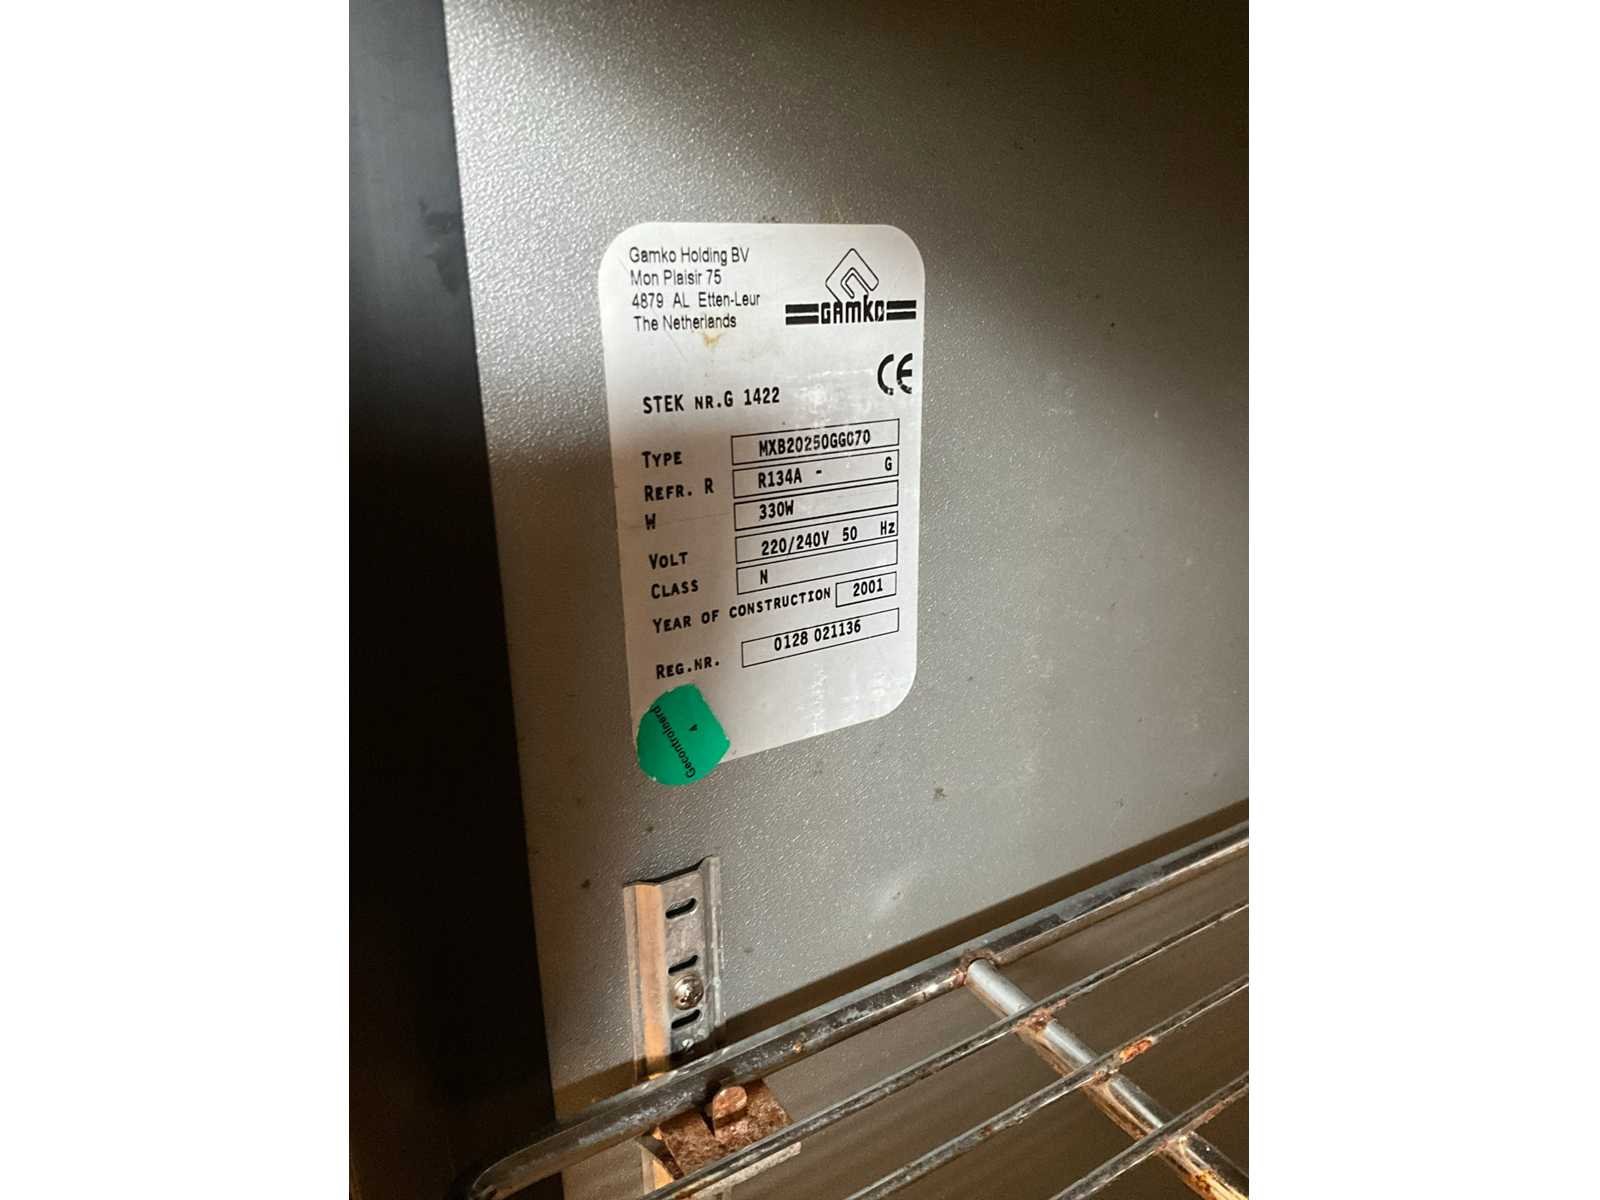 Gamko Holding BV
Mon Plaisir 75
4879 AL Etten-Leur
The Netherlands
GAMKO
CE
STEK NR.G 1422
TYPE MXB20250GGC70
REFR. R R134A - G
W 330W
VOLT 220/240V 50 Hz
CLASS N
YEAR OF CONSTRUCTION 2001
REG.NR. 0128 021136
Gecontroleerd
4